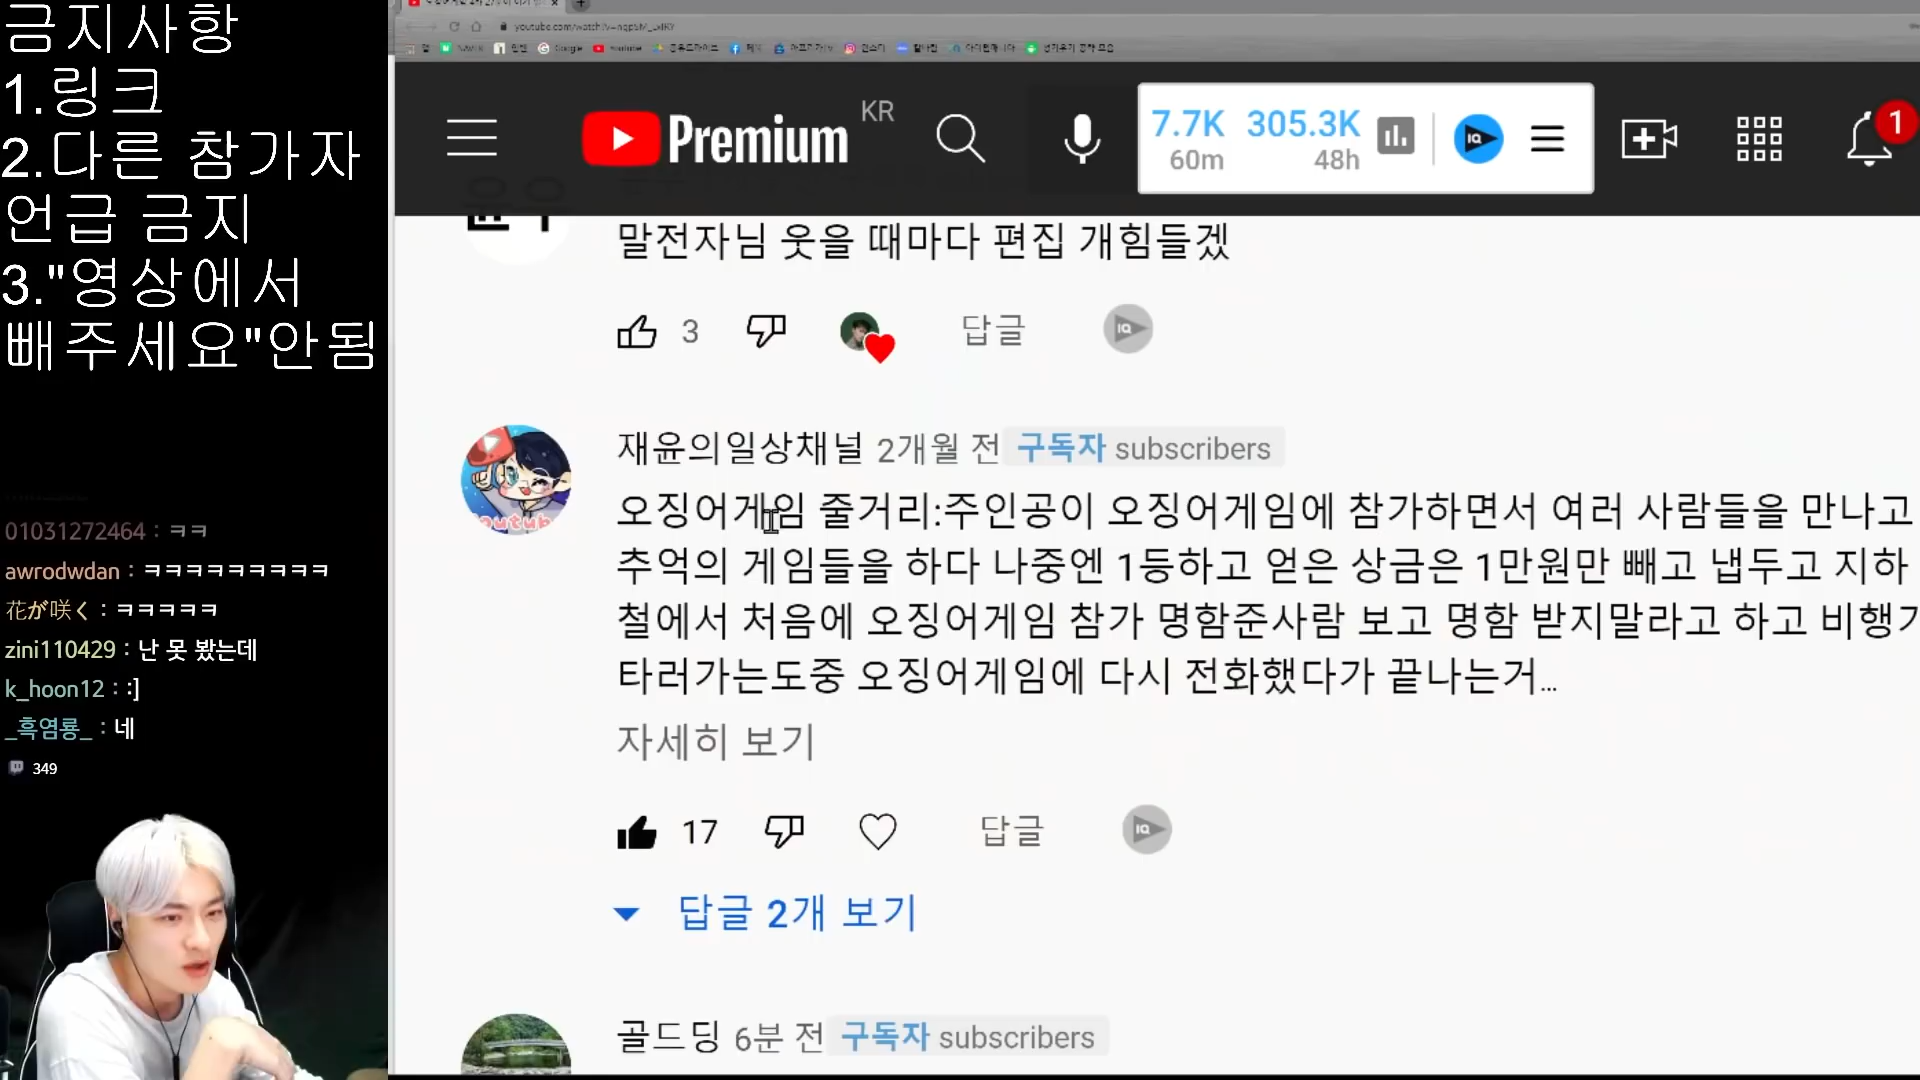 금지사항
1.링크
2.다른 참가자
언급 금지
3."영상에서
빼주세요"안됨
01031272464 : ㅋㅋ
awrodwdan : ㅋㅋㅋㅋㅋㅋㅋㅋㅋ
花が咲く : ㅋㅋㅋㅋㅋ
zini110429 : 난 못 봤는데
k_hoon12 : :]
_흑염룡_ : 네
349
Google
Youtube
Premium KR
7.7K 305.3K
60m 48h
IQ
1
말전자님 웃을 때마다 편집 개힘들겠
3 답글 IQ
재윤의일상채널 2개월 전 구독자 subscribers
오징어게임 줄거리:주인공이 오징어게임에 참가하면서 여러 사람들을 만나고
추억의 게임들을 하다 나중엔 1등하고 얻은 상금은 1만원만 빼고 냅두고 지하
철에서 처음에 오징어게임 참가 명함준사람 보고 명함 받지말라고 하고 비행기
타러가는도중 오징어게임에 다시 전화했다가 끝나는거...
자세히 보기
17 답글 IQ
답글 2개 보기
골드딩 6분 전 구독자 subscribers